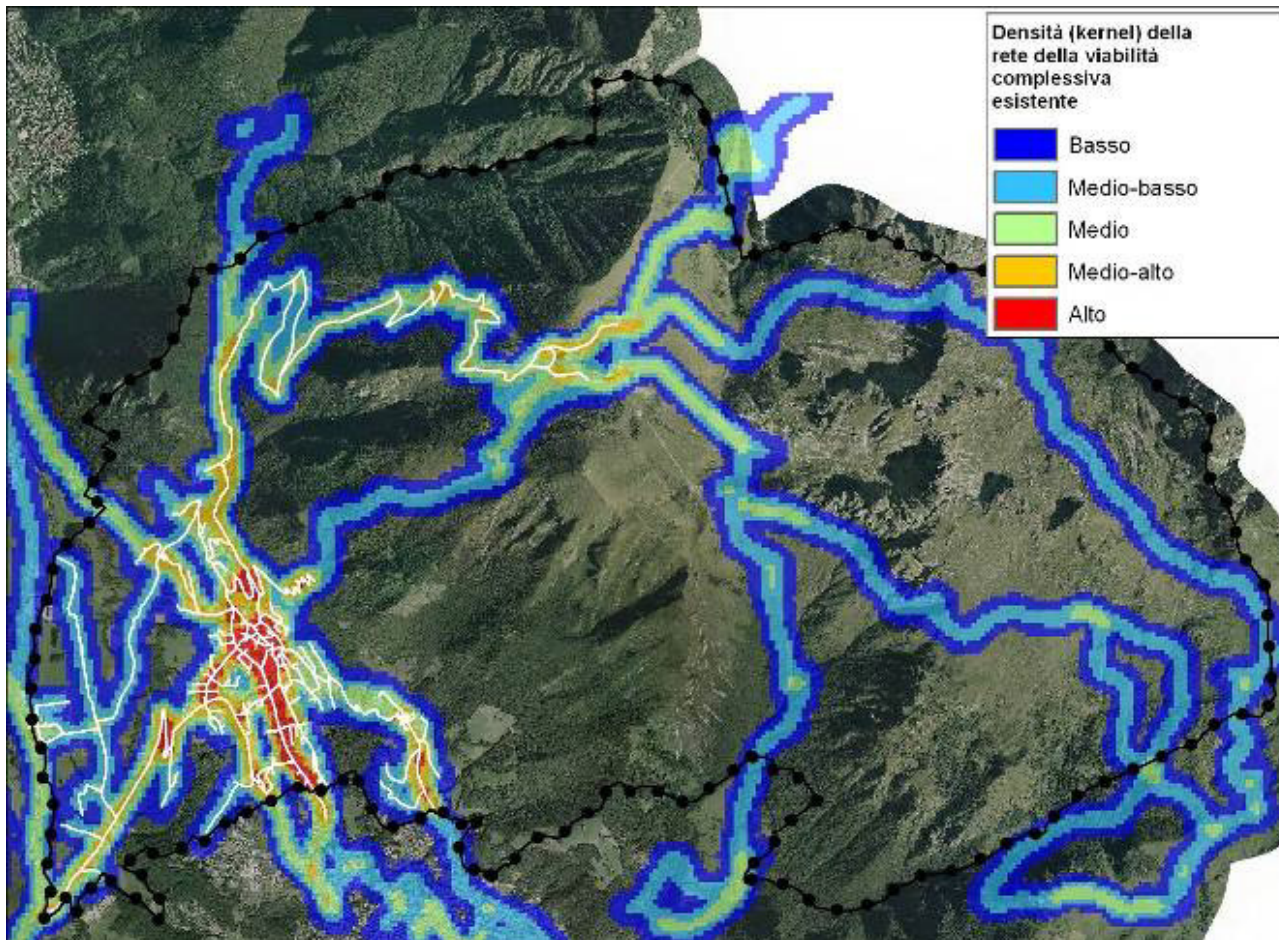 Densità (kernel) della
rete della viabilità
complessiva
esistente
Basso
Medio-basso
Medio
Medio-alto
Alto